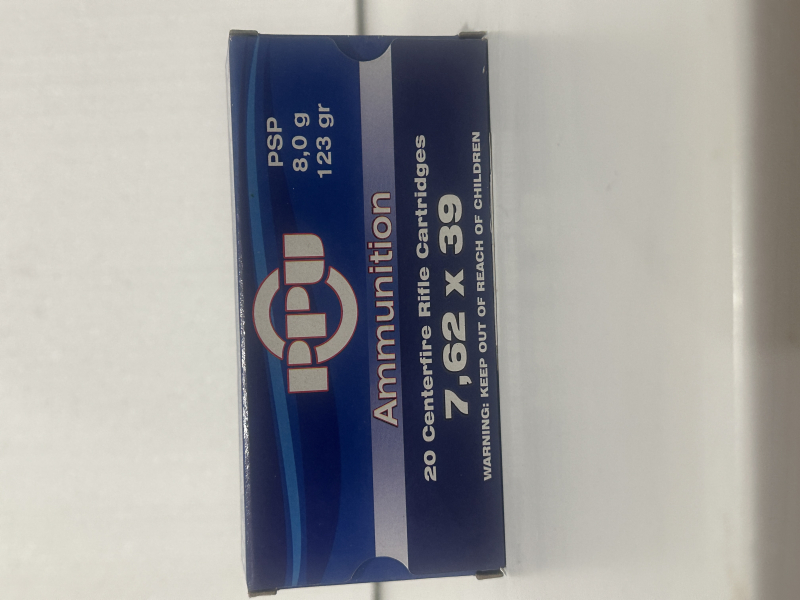 PSP
8,0 g
123 gr
PPU
Ammunition
20 Centerfire Rifle Cartridges
7,62 x 39
WARNING: KEEP OUT OF REACH OF CHILDREN